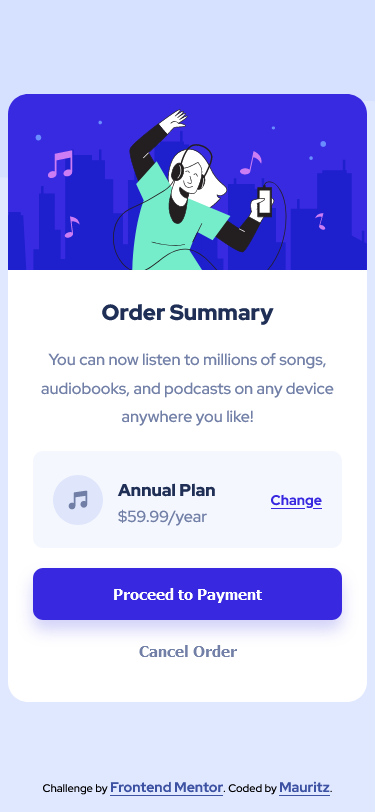 Order Summary
You can now listen to millions of songs,
audiobooks, and podcasts on any device
anywhere you like!
Annual Plan
$59.99/year
Change
Proceed to Payment
Cancel Order
Challenge by Frontend Mentor. Coded by Mauritz.